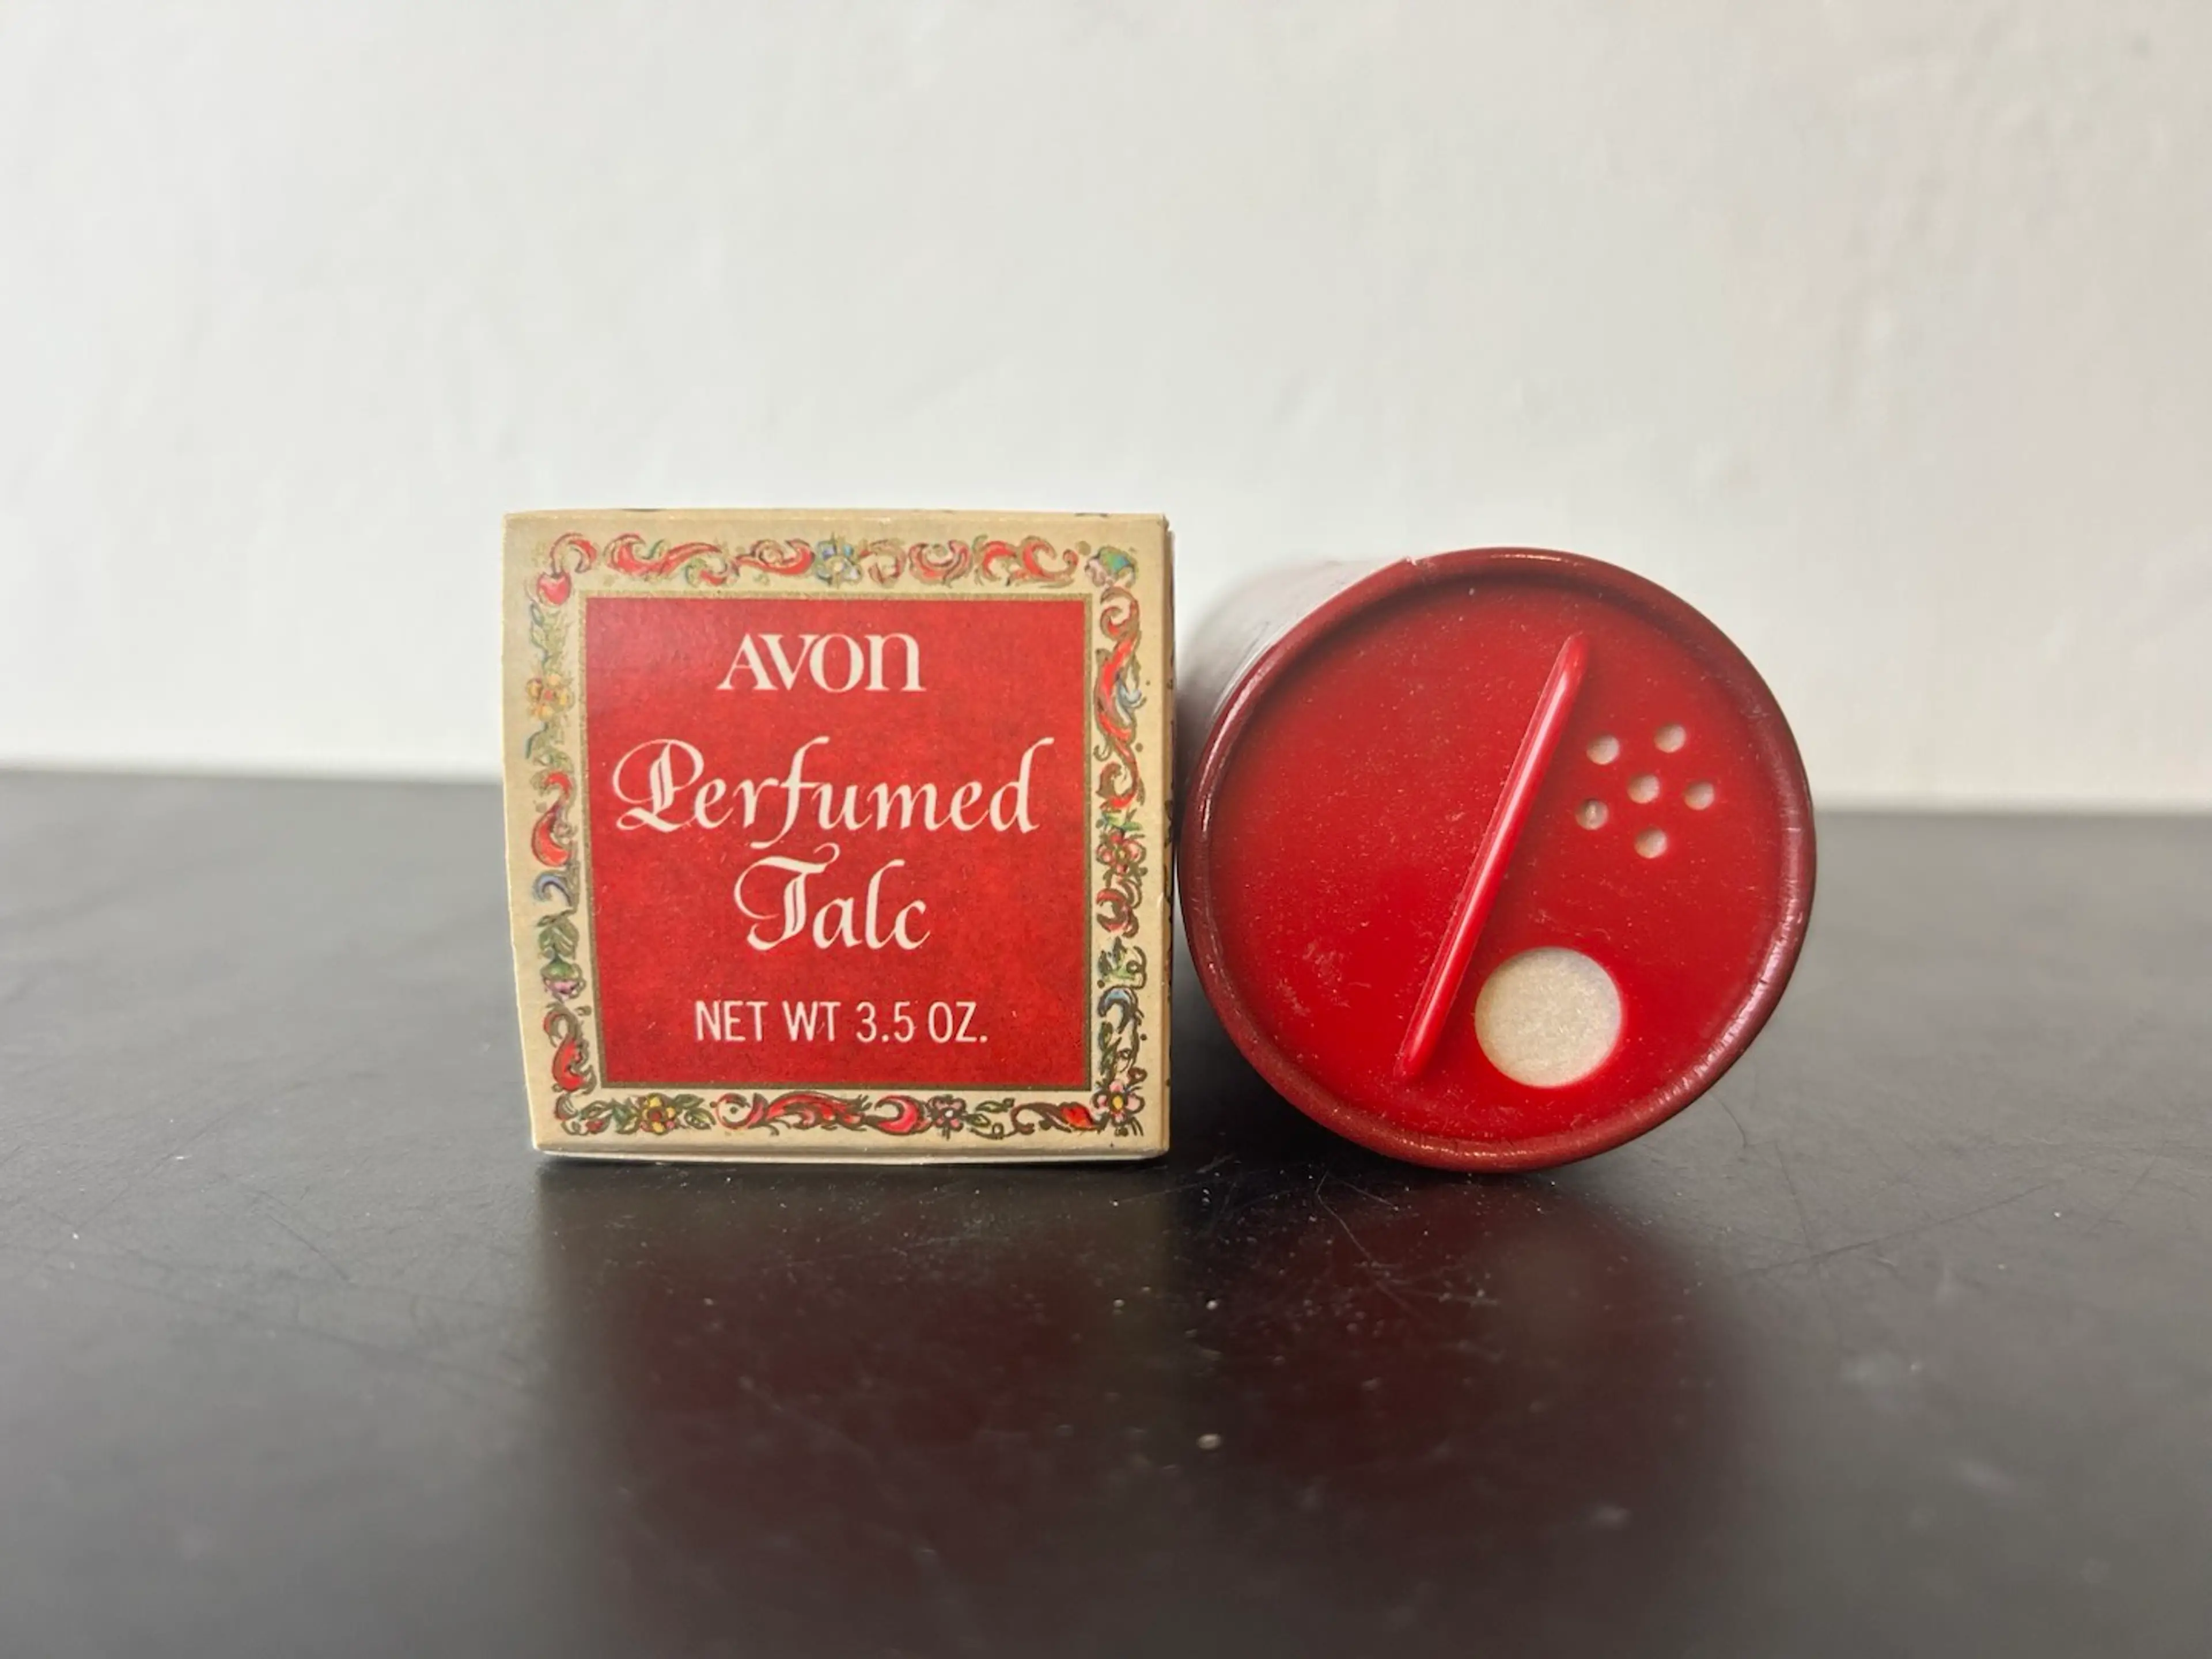 AVON
Perfumed
Talc
NET WT 3.5 OZ.